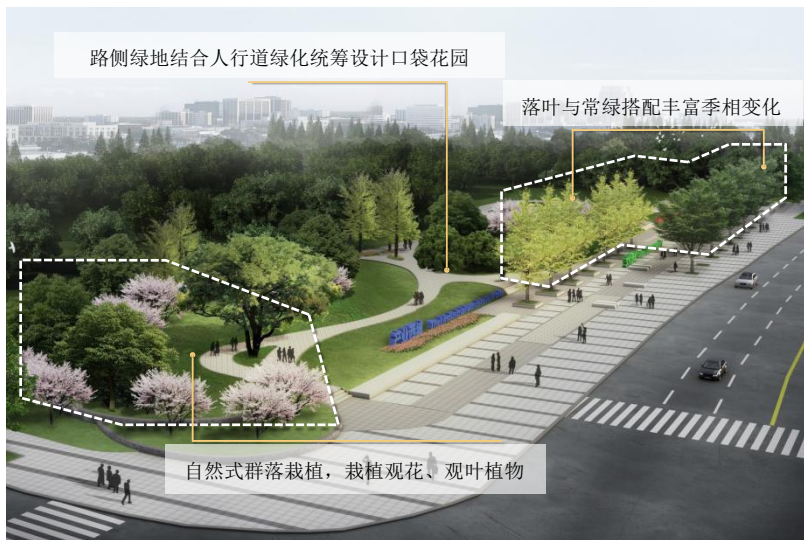 路侧绿地结合人行道绿化统筹设计口袋花园
落叶与常绿搭配丰富季相变化
自然式群落栽植，栽植观花、观叶植物